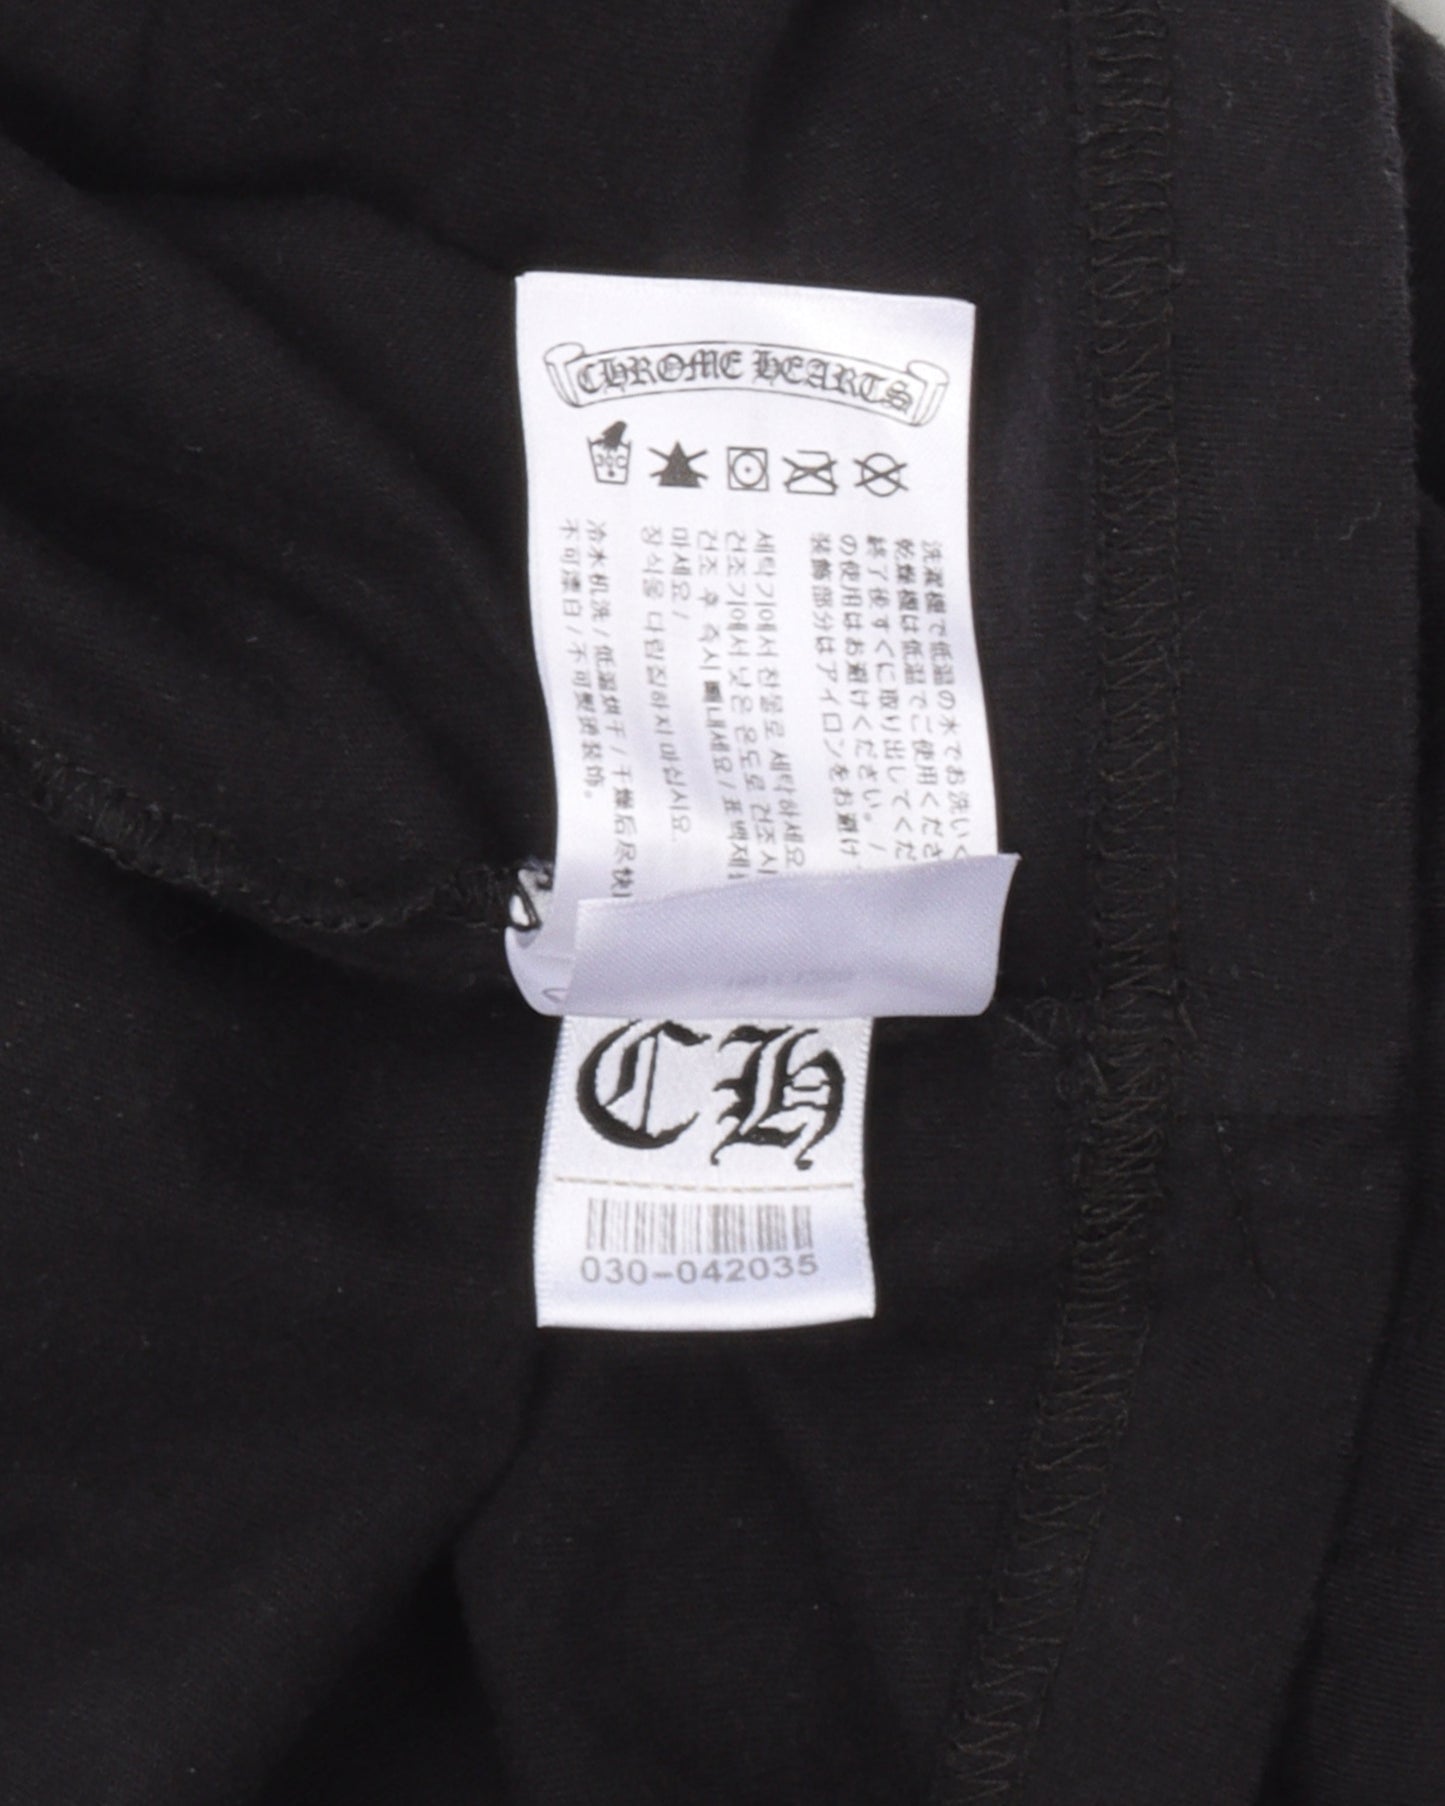 CHROME HEARTS
洗濯機で低温の水でお洗いく
乾燥機は低温でご使用くださ
終了後すぐに取り出してくだ
の使用はお避けください。/
装飾部分はアイロンをお避け
세탁기에서 찬물로 세탁하세요
건조기에서 낮은 온도로 건조시
건조 후 즉시 빼내세요/표백제
마세요/
장식물 다림집하지 마십시요
冷水机洗/低温烘干/干燥后尽快
不可漂白/不可熨烫装饰。
CH
030-042035